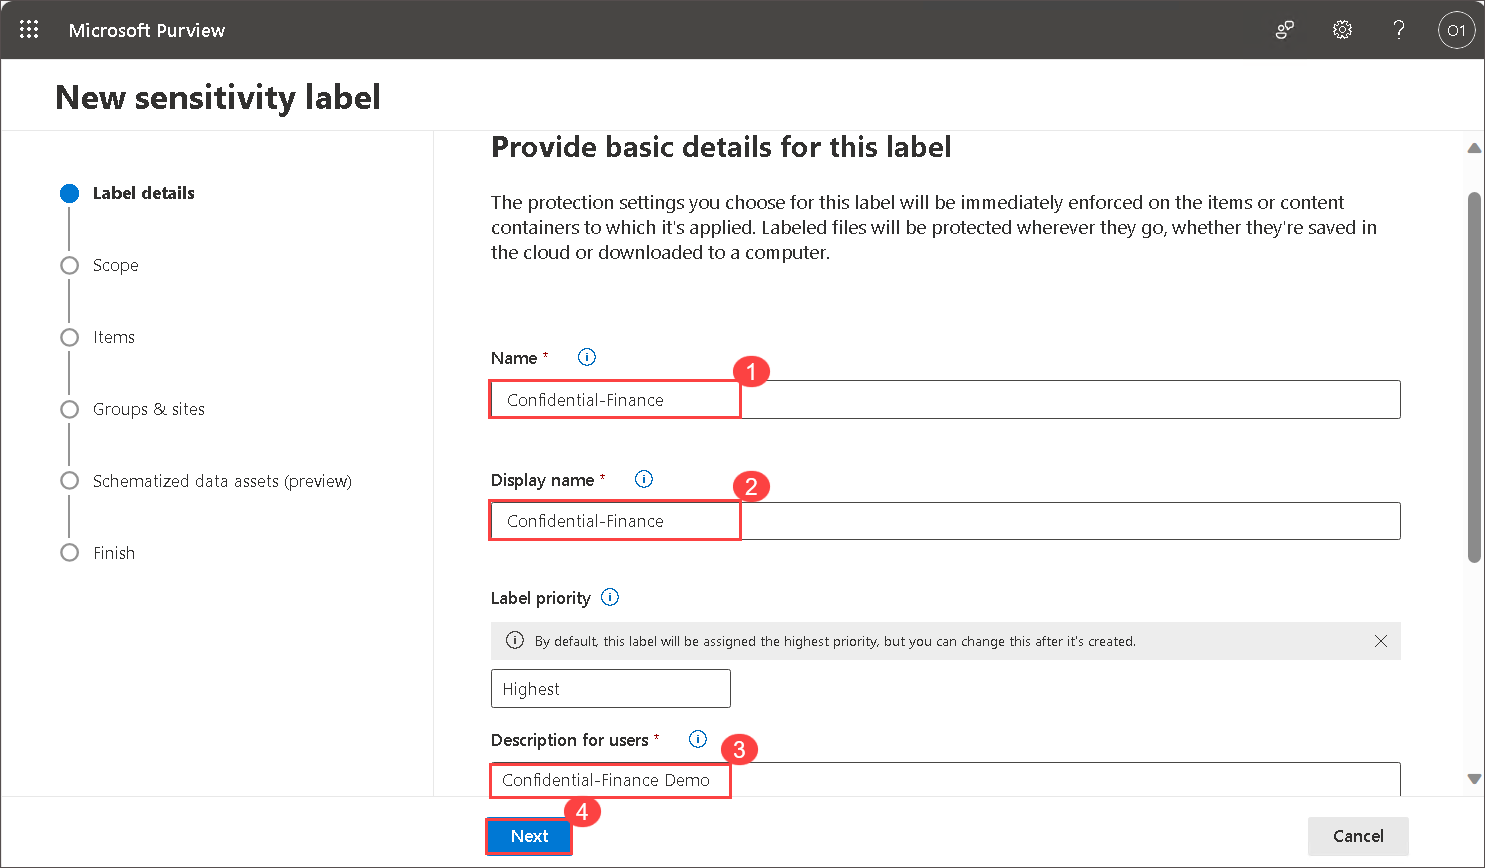 Microsoft Purview
O1
New sensitivity label
Label details
Scope
Items
Groups & sites
Schematized data assets (preview)
Finish
Provide basic details for this label
The protection settings you choose for this label will be immediately enforced on the items or content
containers to which it's applied. Labeled files will be protected wherever they go, whether they're saved in
the cloud or downloaded to a computer.
Name *
1
Confidential-Finance
Display name *
2
Confidential-Finance
Label priority
By default, this label will be assigned the highest priority, but you can change this after it's created.
Highest
Description for users *
3
Confidential-Finance Demo
4
Next
Cancel